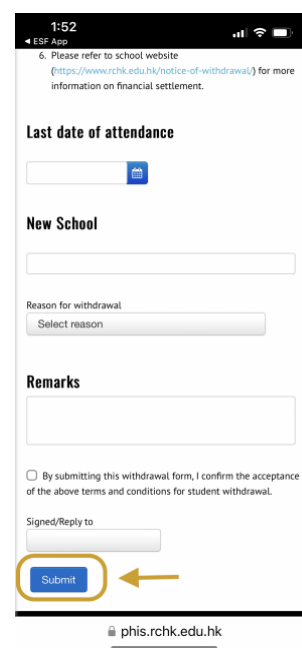 1:52
◀ ESF App
6. Please refer to school website
(https://www.rchk.edu.hk/notice-of-withdrawal/) for more
information on financial settlement.
Last date of attendance
New School
Reason for withdrawal
Select reason
Remarks
By submitting this withdrawal form, I confirm the acceptance
of the above terms and conditions for student withdrawal.
Signed/Reply to
Submit
phis.rchk.edu.hk